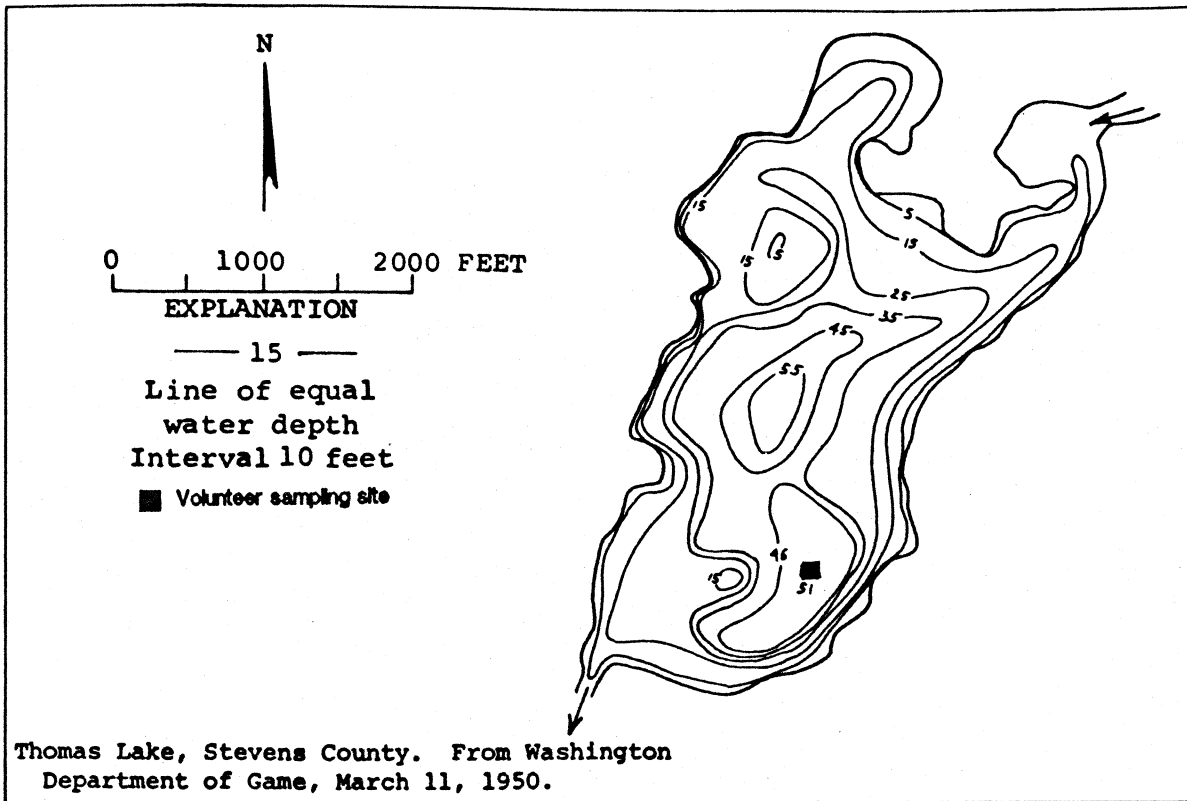 N
0 1000 2000 FEET
EXPLANATION
15
Line of equal
water depth
Interval 10 feet
Volunteer sampling site
5
15
15
5
15
25
35
45
55
46
15
51
Thomas Lake, Stevens County. From Washington
Department of Game, March 11, 1950.